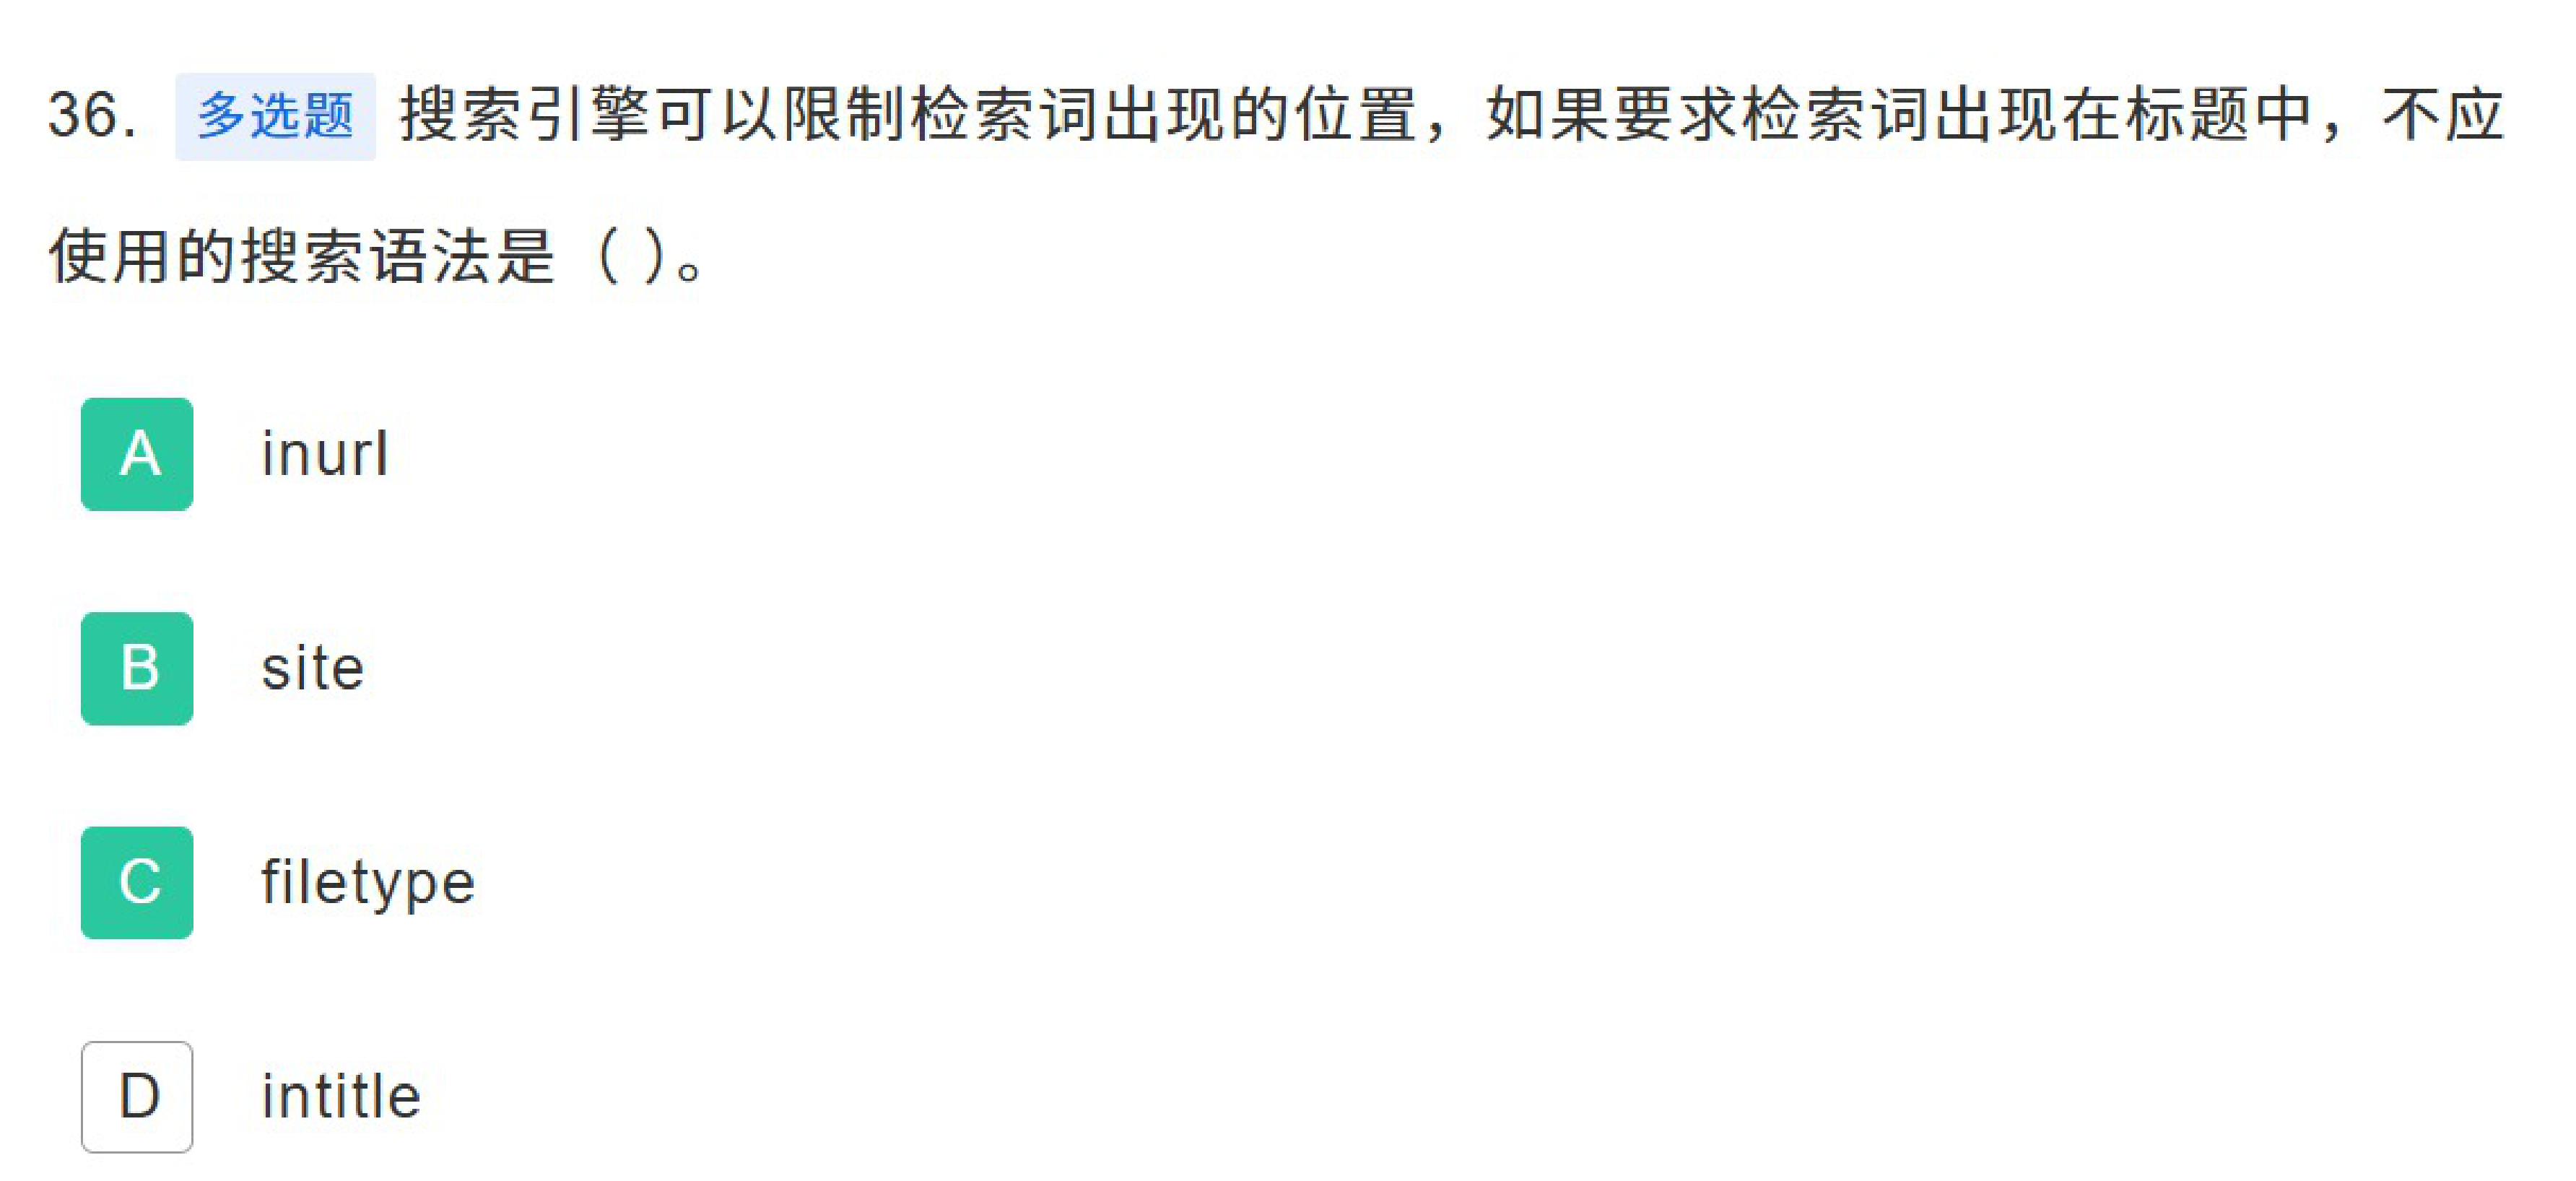 36. 多选题 搜索引擎可以限制检索词出现的位置，如果要求检索词出现在标题中，不应
使用的搜索语法是（ ）。
A inurl
B site
C filetype
D intitle